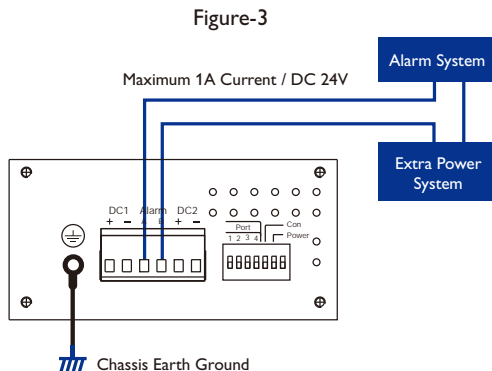 Figure-3
Alarm System
Maximum 1A Current / DC 24V
Extra Power
System
DC1 Alarm DC2
+ − A B + −
Port
1 2 3 4
Con
Power
Chassis Earth Ground